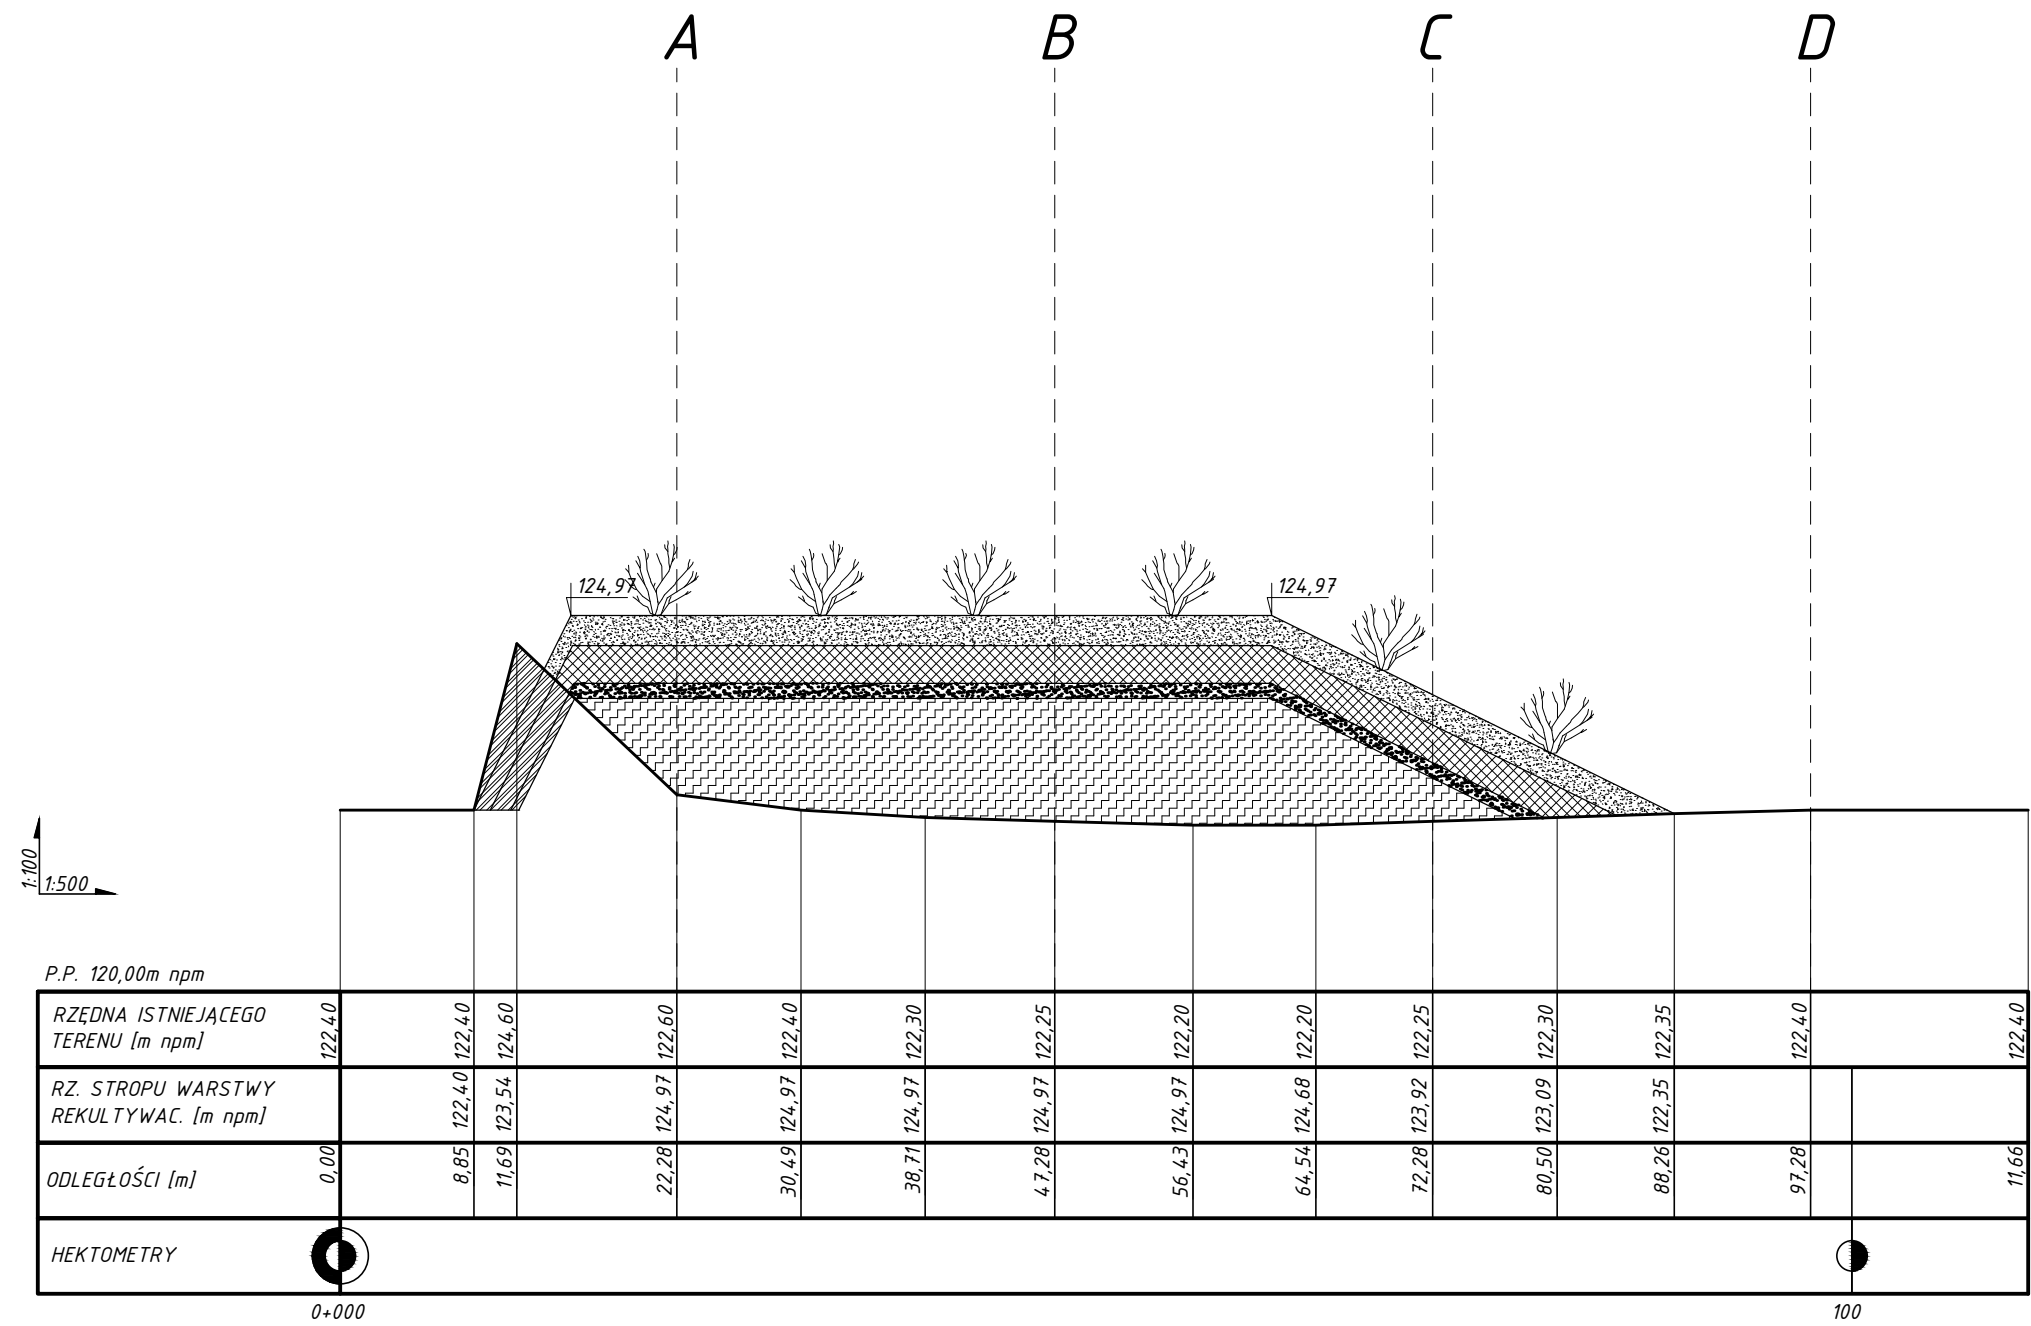 A B C D
124,97 124,97
1:100
1:500
P.P. 120,00m npm
RZĘDNA ISTNIEJĄCEGO
TERENU [m npm]
122,40 122,40 124,60 122,60 122,40 122,30 122,25 122,20 122,20 122,25 122,30 122,35 122,40 122,40
RZ. STROPU WARSTWY
REKULTYWAC. [m npm]
122,40 123,54 124,97 124,97 124,97 124,97 124,97 124,68 123,92 123,09 122,35
ODLEGŁOŚCI [m]
0,00 8,85 11,69 22,28 30,49 38,71 47,28 56,43 64,54 72,28 80,50 88,26 97,28 11,66
HEKTOMETRY
0+000 100